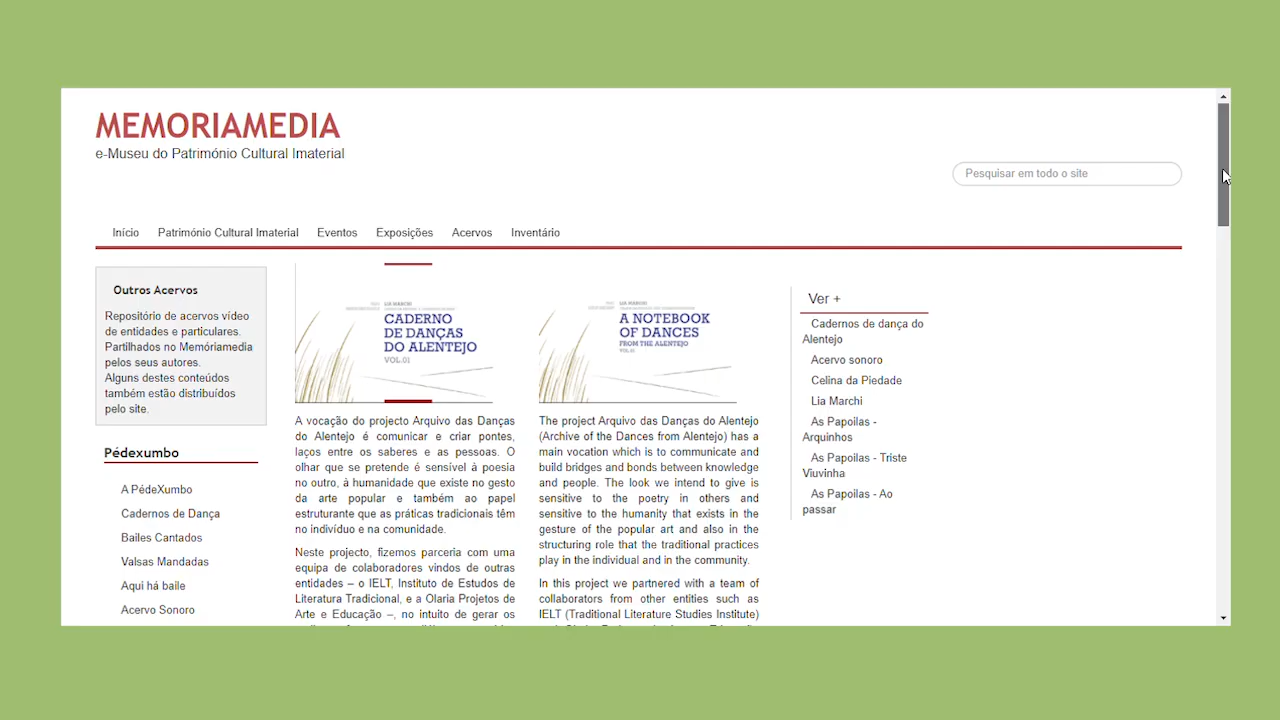 MEMORIAMEDIA
e-Museu do Património Cultural Imaterial
Pesquisar em todo o site
Início
Património Cultural Imaterial
Eventos
Exposições
Acervos
Inventário
Outros Acervos
Repositório de acervos vídeo
de entidades e particulares.
Partilhados no Memóriamedia
pelos seus autores.
Alguns destes conteúdos
também estão distribuídos
pelo site.
Pédexumbo
A PédeXumbo
Cadernos de Dança
Bailes Cantados
Valsas Mandadas
Aqui há baile
Acervo Sonoro
LIA MARCHI
CADERNO
DE DANÇAS
DO ALENTEJO
VOL.01
A vocação do projecto Arquivo das Danças
do Alentejo é comunicar e criar pontes,
laços entre os saberes e as pessoas. O
olhar que se pretende é sensível à poesia
no outro, à humanidade que existe no gesto
da arte popular e também ao papel
estruturante que as práticas tradicionais têm
no indivíduo e na comunidade.
Neste projecto, fizemos parceria com uma
equipa de colaboradores vindos de outras
entidades – o IELT, Instituto de Estudos de
Literatura Tradicional, e a Olaria Projetos de
Arte e Educação –, no intuito de gerar os
LIA MARCHI
A NOTEBOOK
OF DANCES
FROM THE ALENTEJO
VOL.01
The project Arquivo das Danças do Alentejo
(Archive of the Dances from Alentejo) has a
main vocation which is to communicate and
build bridges and bonds between knowledge
and people. The look we intend to give is
sensitive to the poetry in others and
sensitive to the humanity that exists in the
gesture of the popular art and also in the
structuring role that the traditional practices
play in the individual and in the community.
In this project we partnered with a team of
collaborators from other entities such as
IELT (Traditional Literature Studies Institute)
Ver +
Cadernos de dança do
Alentejo
Acervo sonoro
Celina da Piedade
Lia Marchi
As Papoilas -
Arquinhos
As Papoilas - Triste
Viuvinha
As Papoilas - Ao
passar